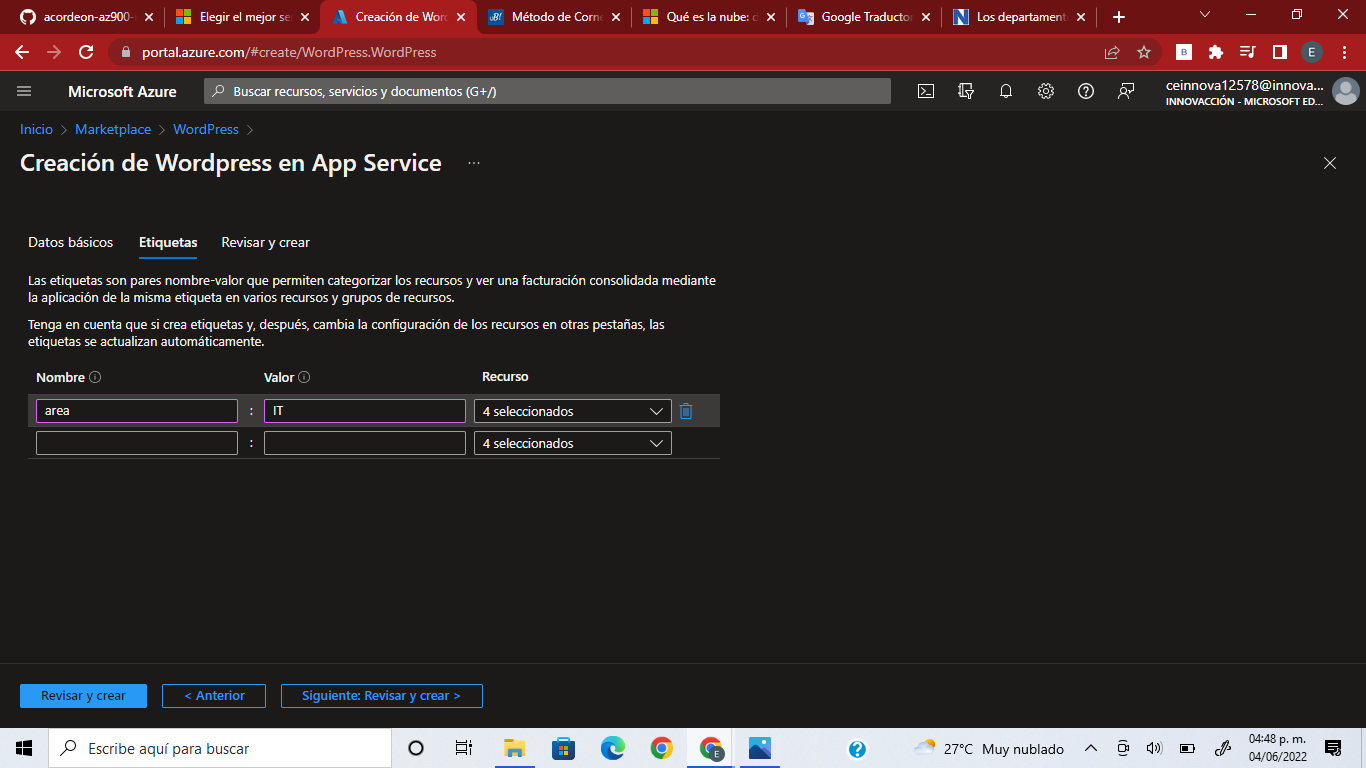 acordeon-az900-
Elegir el mejor se
Creación de Word
Método de Corne
Qué es la nube: d
Google Traductor
Los departament
portal.azure.com/#create/WordPress.WordPress
B
E
Microsoft Azure
Buscar recursos, servicios y documentos (G+/)
ceinnova12578@innova...
INNOVACCIÓN - MICROSOFT ED...
Inicio > Marketplace > WordPress >
Creación de Wordpress en App Service ...
Datos básicos Etiquetas Revisar y crear
Las etiquetas son pares nombre-valor que permiten categorizar los recursos y ver una facturación consolidada mediante
la aplicación de la misma etiqueta en varios recursos y grupos de recursos.
Tenga en cuenta que si crea etiquetas y, después, cambia la configuración de los recursos en otras pestañas, las
etiquetas se actualizan automáticamente.
Nombre Valor Recurso
area : IT 4 seleccionados
: 4 seleccionados
Revisar y crear < Anterior Siguiente: Revisar y crear >
Escribe aquí para buscar
27°C Muy nublado
04:48 p. m.
04/06/2022